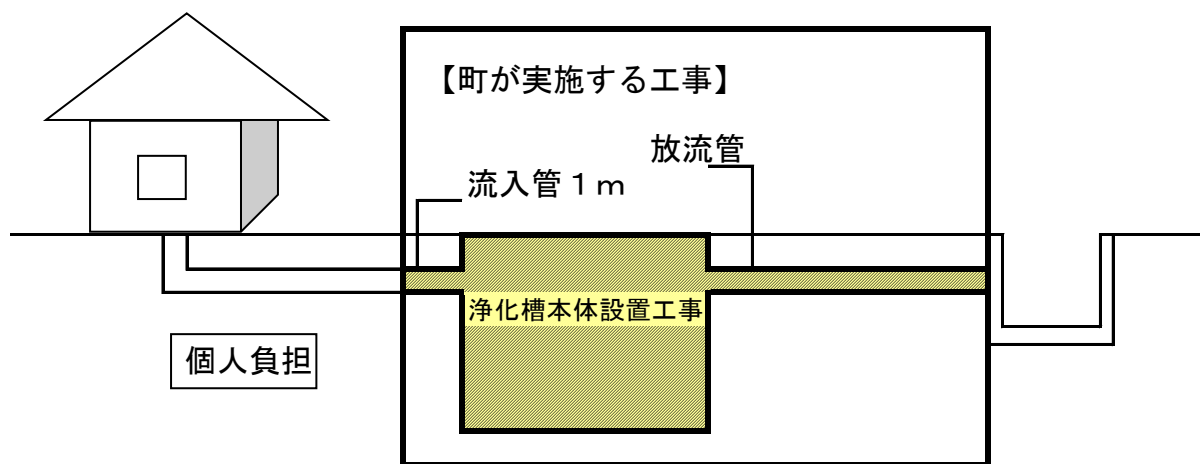 【町が実施する工事】
放流管
流入管１ｍ
浄化槽本体設置工事
個人負担